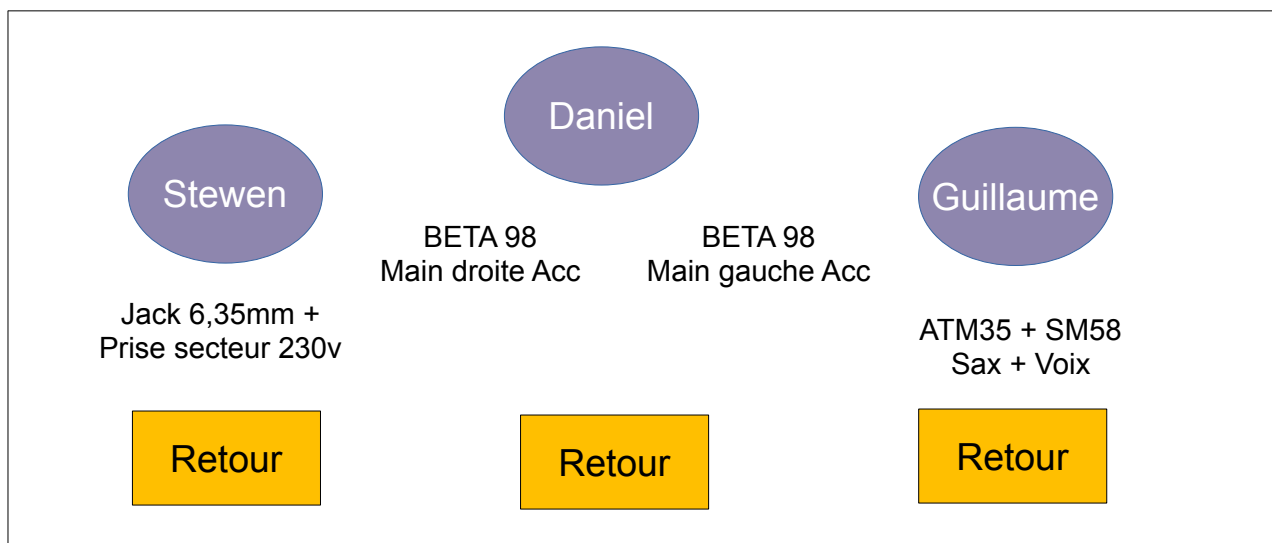 Daniel
Stewen
Guillaume
BETA 98
Main droite Acc
BETA 98
Main gauche Acc
Jack 6,35mm +
Prise secteur 230v
ATM35 + SM58
Sax + Voix
Retour
Retour
Retour